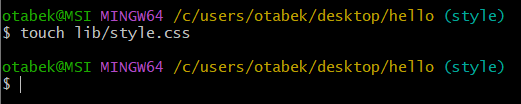 otabek@MSI MINGW64 /c/users/otabek/desktop/hello (style)
$ touch lib/style.css
otabek@MSI MINGW64 /c/users/otabek/desktop/hello (style)
$